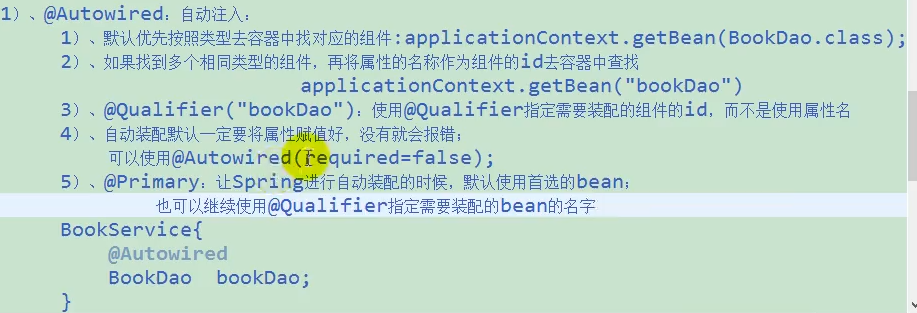 1)、@Autowired：自动注入：
1)、默认优先按照类型去容器中找对应的组件:applicationContext.getBean(BookDao.class);
2)、如果找到多个相同类型的组件，再将属性的名称作为组件的id去容器中查找
applicationContext.getBean("bookDao")
3)、@Qualifier("bookDao")：使用@Qualifier指定需要装配的组件的id，而不是使用属性名
4)、自动装配默认一定要将属性赋值好，没有就会报错；
可以使用@Autowired(required=false);
5)、@Primary：让Spring进行自动装配的时候，默认使用首选的bean；
也可以继续使用@Qualifier指定需要装配的bean的名字
BookService{
@Autowired
BookDao  bookDao;
}